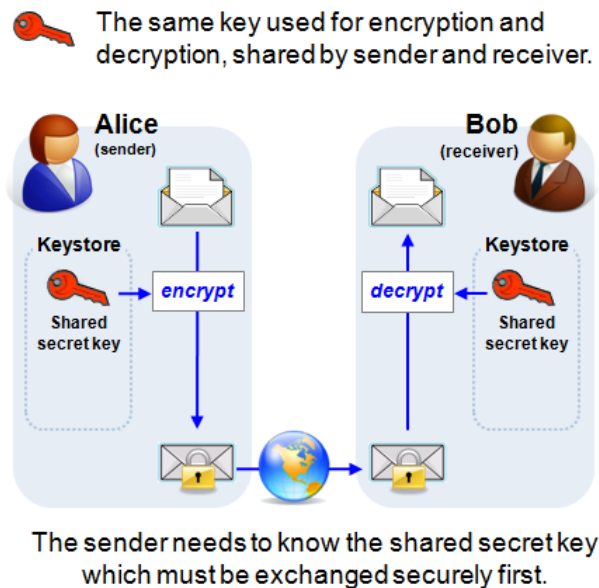 The same key used for encryption and
decryption, shared by sender and receiver.
Alice
(sender)
Bob
(receiver)
Keystore
Keystore
encrypt
decrypt
Shared
secret key
Shared
secret key
The sender needs to know the shared secret key
which must be exchanged securely first.